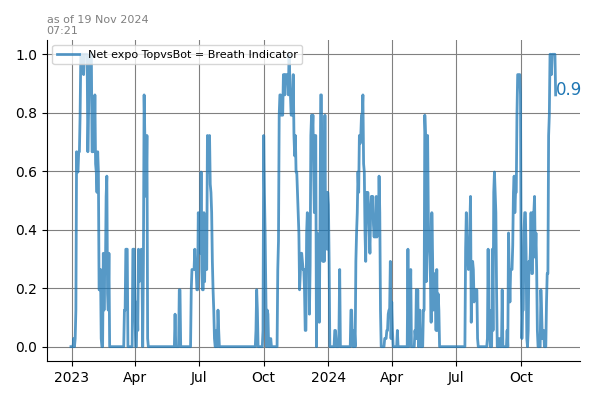 as of 19 Nov 2024
07:21
Net expo TopvsBot = Breath Indicator
1.0
0.9
0.8
0.6
0.4
0.2
0.0
2023 Apr Jul Oct 2024 Apr Jul Oct